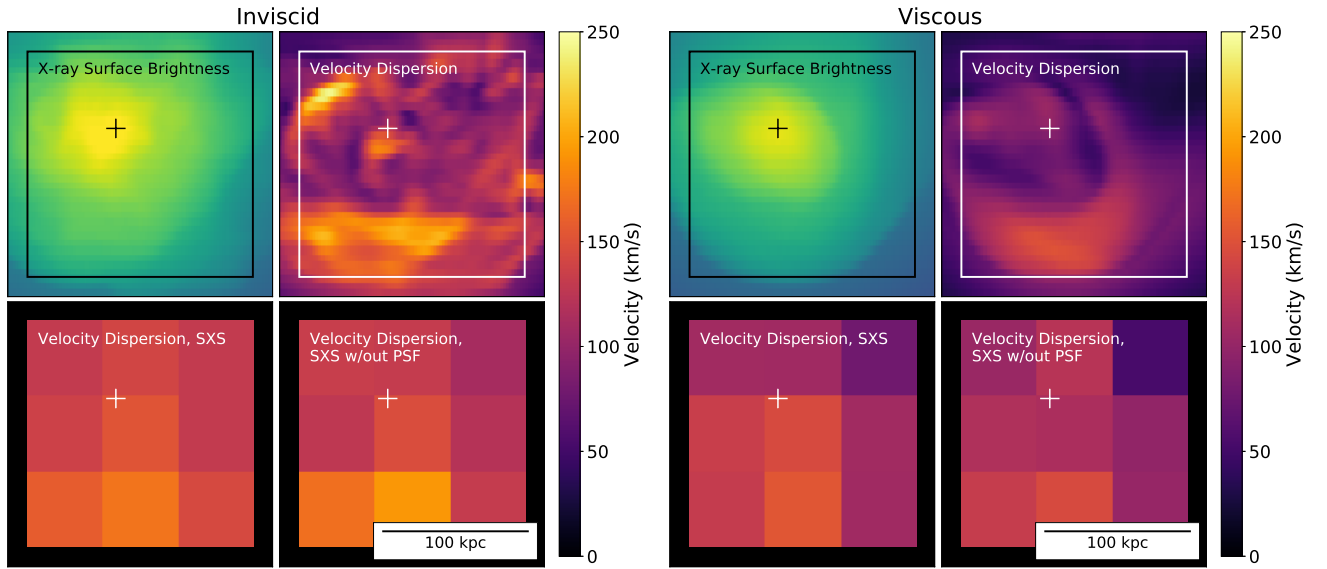 Inviscid
Viscous
X-ray Surface Brightness
Velocity Dispersion
250
200
150
100
50
0
Velocity (km/s)
Velocity Dispersion, SXS
Velocity Dispersion,
SXS w/out PSF
100 kpc
X-ray Surface Brightness
Velocity Dispersion
250
200
150
100
50
0
Velocity (km/s)
Velocity Dispersion, SXS
Velocity Dispersion,
SXS w/out PSF
100 kpc